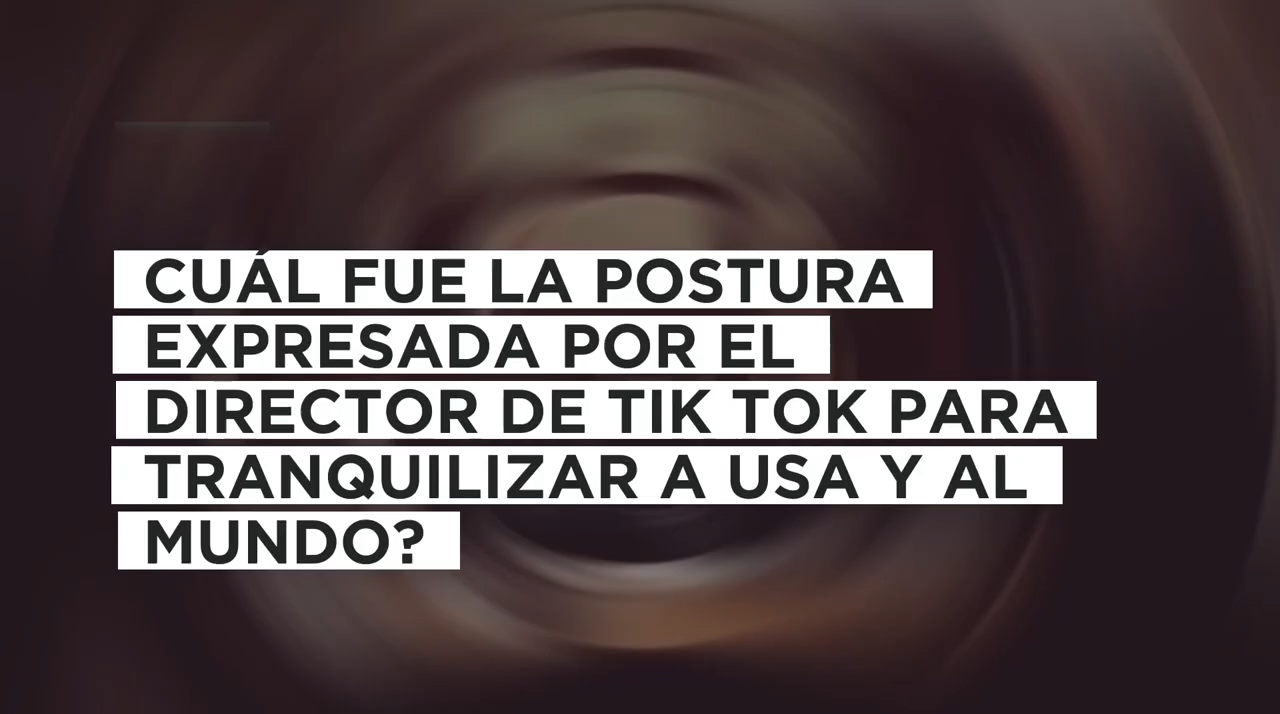 CUÁL FUE LA POSTURA
EXPRESADA POR EL
DIRECTOR DE TIK TOK PARA
TRANQUILIZAR A USA Y AL
MUNDO?